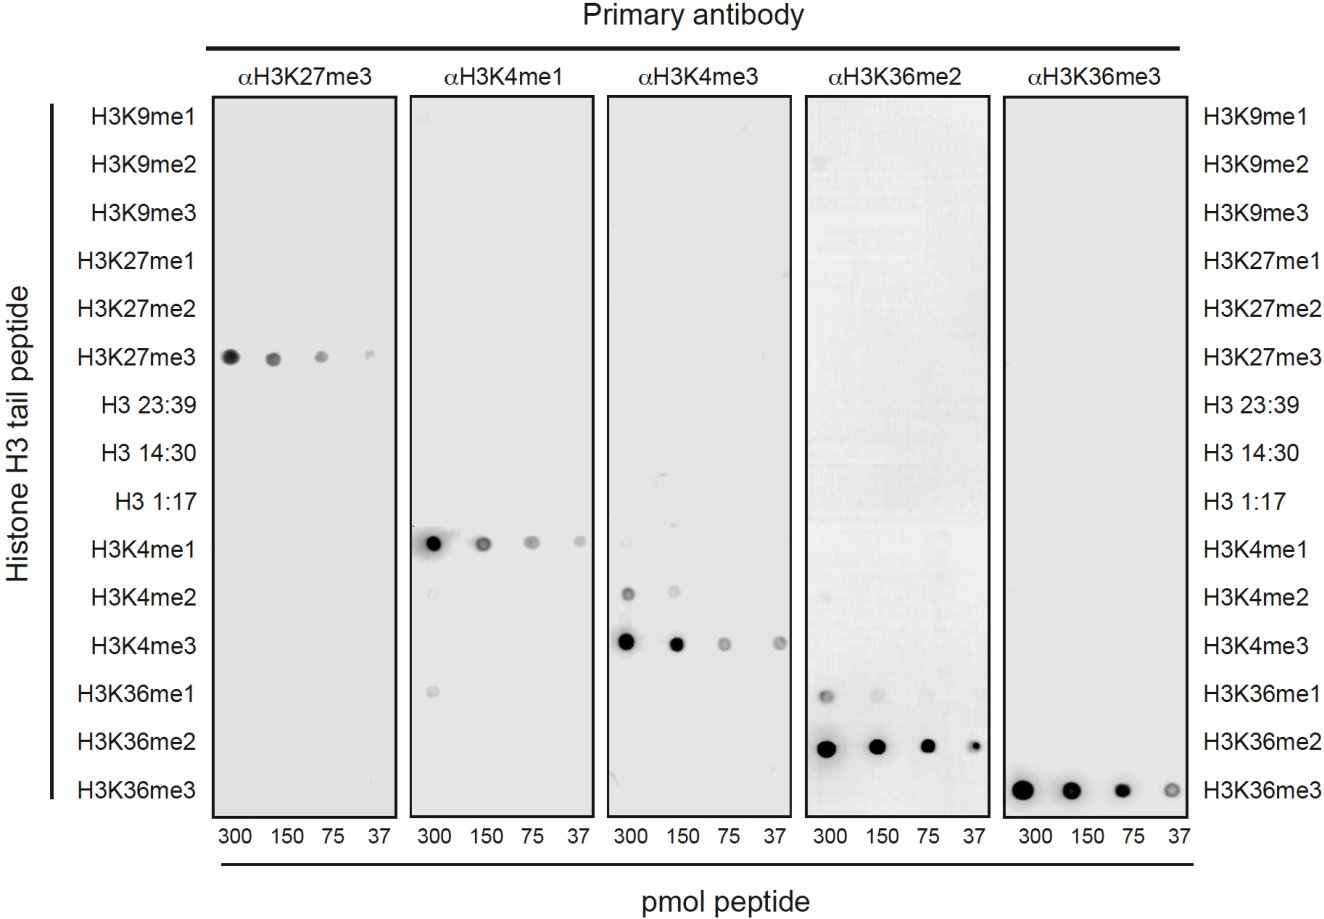 Primary antibody
αH3K27me3 αH3K4me1 αH3K4me3 αH3K36me2 αH3K36me3
Histone H3 tail peptide
H3K9me1 H3K9me1
H3K9me2 H3K9me2
H3K9me3 H3K9me3
H3K27me1 H3K27me1
H3K27me2 H3K27me2
H3K27me3 H3K27me3
H3 23:39 H3 23:39
H3 14:30 H3 14:30
H3 1:17 H3 1:17
H3K4me1 H3K4me1
H3K4me2 H3K4me2
H3K4me3 H3K4me3
H3K36me1 H3K36me1
H3K36me2 H3K36me2
H3K36me3 H3K36me3
300 150 75 37 300 150 75 37 300 150 75 37 300 150 75 37 300 150 75 37
pmol peptide